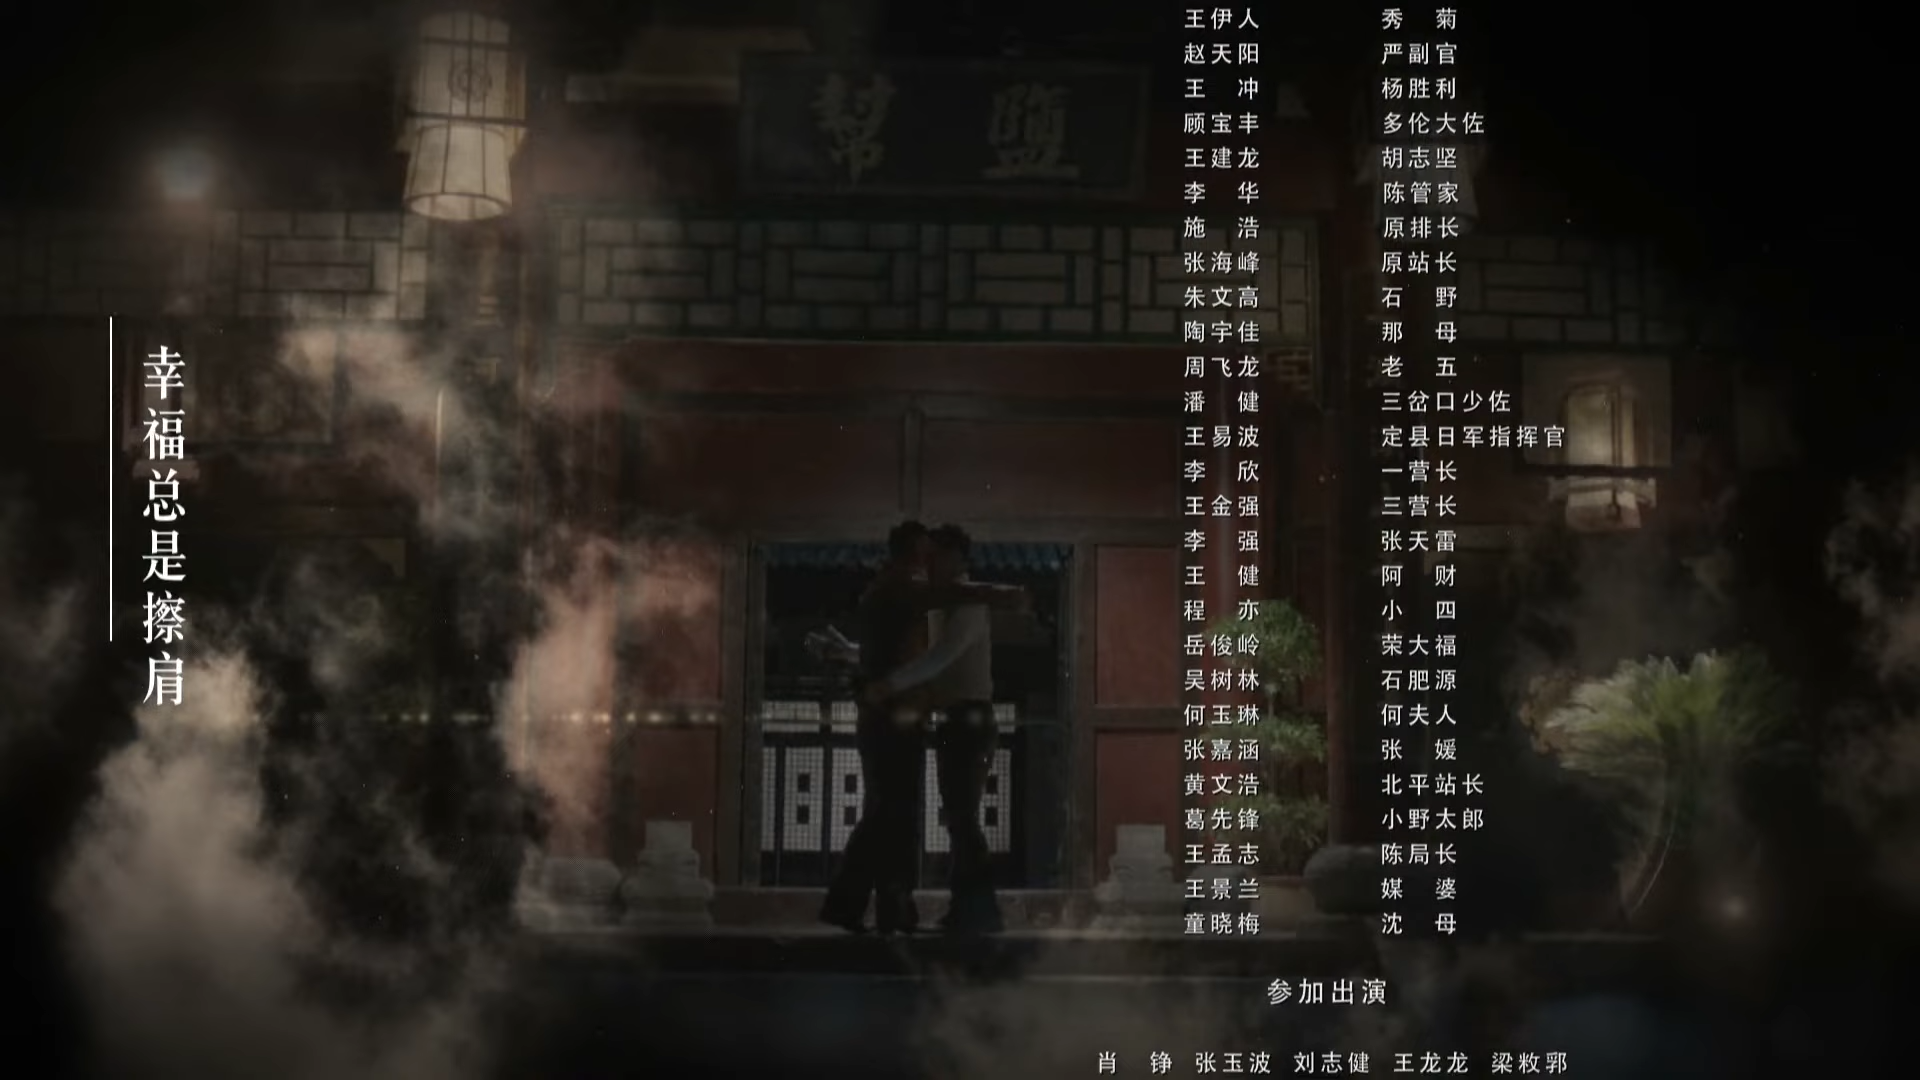 幫 鹽
幸福总是擦肩
王伊人 秀菊
赵天阳 严副官
王冲 杨胜利
顾宝丰 多伦大佐
王建龙 胡志坚
李华 陈管家
施浩 原排长
张海峰 原站长
朱文高 石野
陶宇佳 那母
周飞龙 老五
潘健 三岔口少佐
王易波 定县日军指挥官
李欣 一营长
王金强 三营长
李强 张天雷
王健 阿财
程亦 小四
岳俊岭 荣大福
吴树林 石肥源
何玉琳 何夫人
张嘉涵 张媛
黄文浩 北平站长
葛先锋 小野太郎
王孟志 陈局长
王景兰 媒婆
童晓梅 沈母
参加出演
肖铮 张玉波 刘志健 王龙龙 梁敉郭